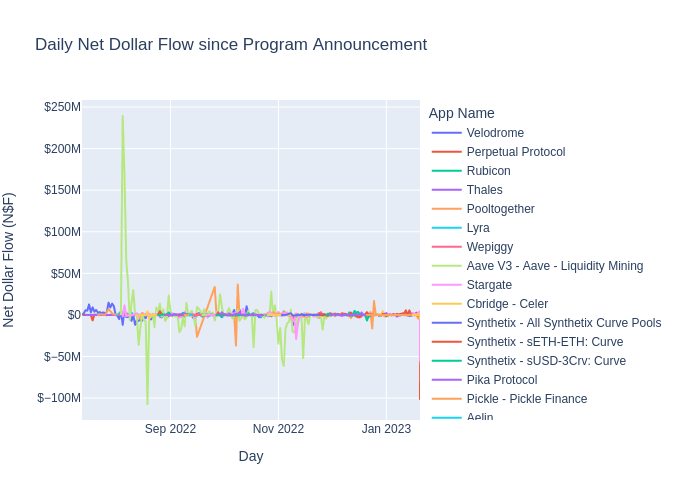 Daily Net Dollar Flow since Program Announcement
$250M
$200M
$150M
$100M
$50M
$0
−$50M
−$100M
Net Dollar Flow (N$F)
Sep 2022
Nov 2022
Jan 2023
Day
App Name
Velodrome
Perpetual Protocol
Rubicon
Thales
Pooltogether
Lyra
Wepiggy
Aave V3 - Aave - Liquidity Mining
Stargate
Cbridge - Celer
Synthetix - All Synthetix Curve Pools
Synthetix - sETH-ETH: Curve
Synthetix - sUSD-3Crv: Curve
Pika Protocol
Pickle - Pickle Finance
Aelin